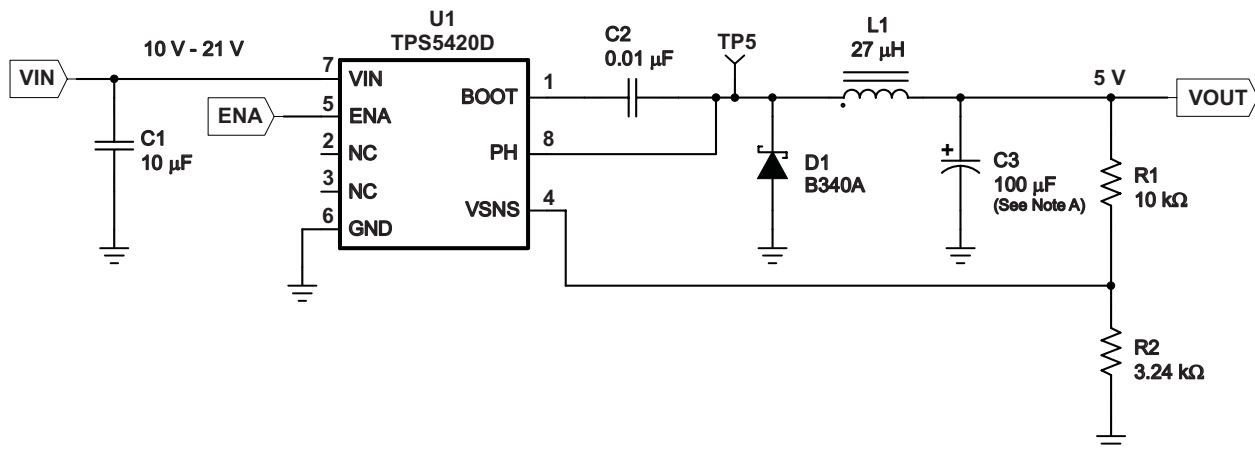 U1
TPS5420D
10 V - 21 V
VIN
C1
10 μF
ENA
7
VIN
5
ENA
2
NC
3
NC
6
GND
BOOT
1
PH
8
VSNS
4
C2
0.01 μF
TP5
L1
27 μH
D1
B340A
+
C3
100 μF
(See Note A)
5 V
VOUT
R1
10 kΩ
R2
3.24 kΩ